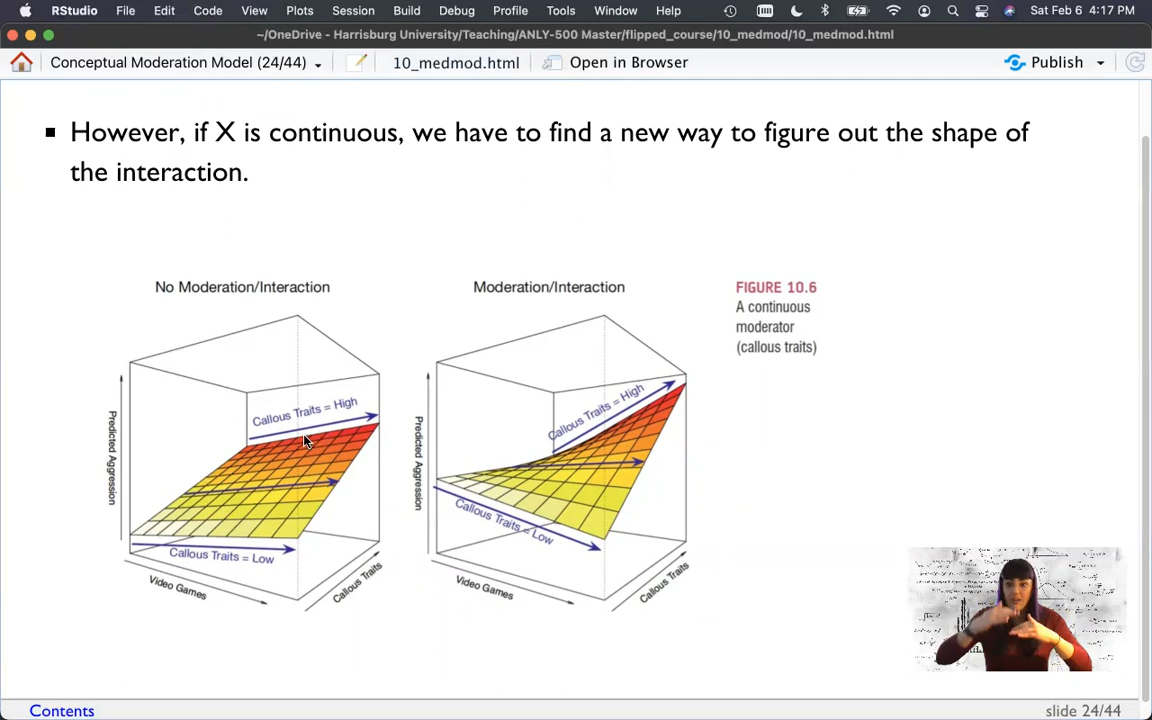 RStudio File Edit Code View Plots Session Build Debug Profile Tools Window Help Sat Feb 6 4:17 PM
~/OneDrive - Harrisburg University/Teaching/ANLY-500 Master/flipped_course/10_medmod/10_medmod.html
Conceptual Moderation Model (24/44) 10_medmod.html Open in Browser Publish
▪ However, if X is continuous, we have to find a new way to figure out the shape of
the interaction.
No Moderation/Interaction
Predicted Aggression
Callous Traits = High
Callous Traits = Low
Video Games
Callous Traits
Moderation/Interaction
Predicted Aggression
Callous Traits = High
Callous Traits = Low
Video Games
Callous Traits
FIGURE 10.6
A continuous
moderator
(callous traits)
Contents
slide 24/44